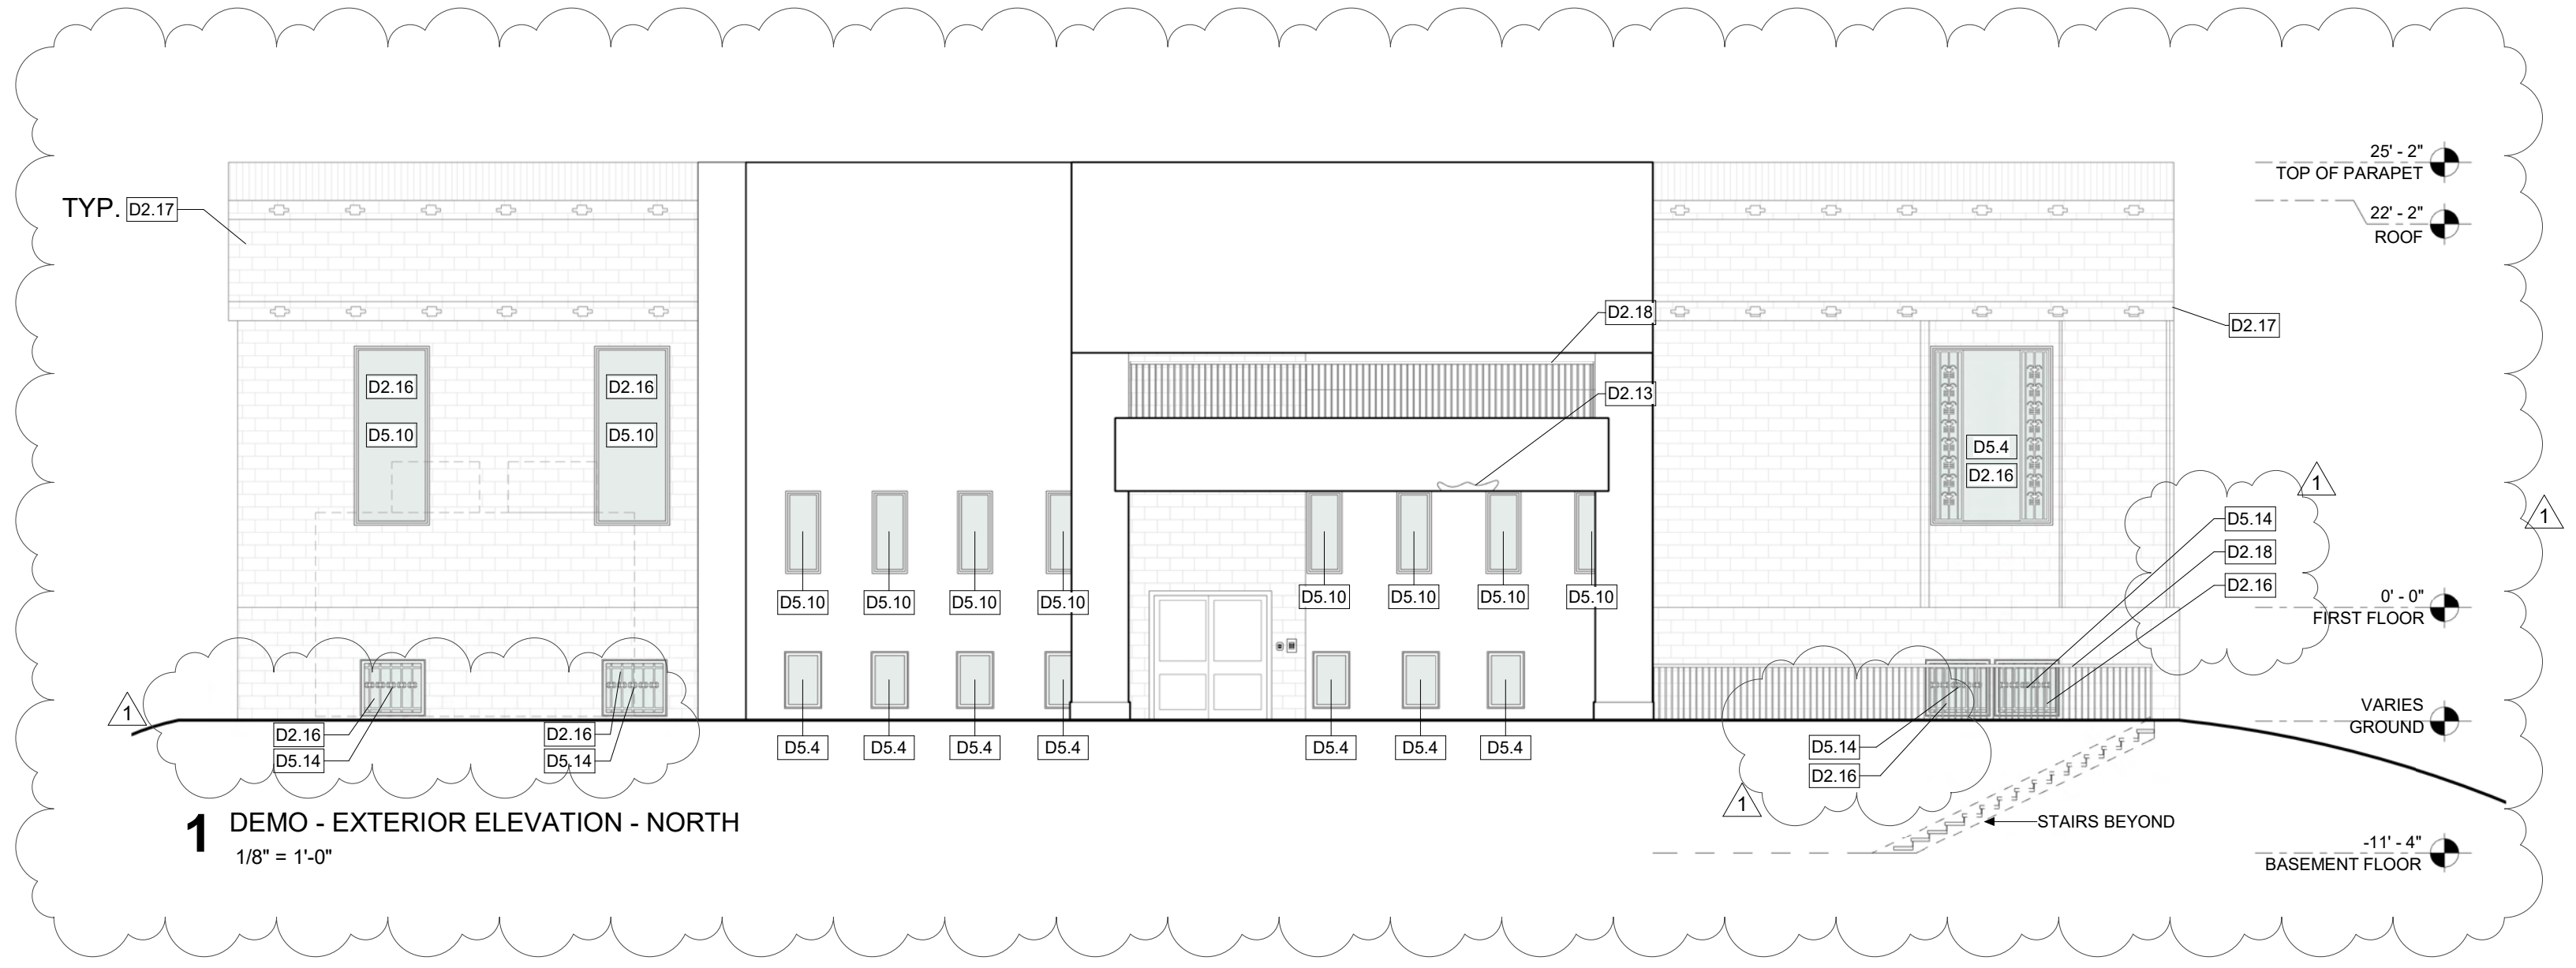 25' - 2"
TOP OF PARAPET
TYP. D2.17
22' - 2"
ROOF
D2.18
D2.17
D2.16 D2.16
D2.13
D5.10 D5.10
D5.4
D2.16
1
1
D5.14
D2.18
D2.16
D5.10 D5.10 D5.10 D5.10 D5.10 D5.10 D5.10 D5.10
0' - 0"
FIRST FLOOR
1
VARIES
GROUND
D2.16 D2.16
D5.14 D5.14
D5.4 D5.4 D5.4 D5.4 D5.4 D5.4 D5.4
D5.14
D2.16
1
1 DEMO - EXTERIOR ELEVATION - NORTH
1/8" = 1'-0"
STAIRS BEYOND
-11' - 4"
BASEMENT FLOOR